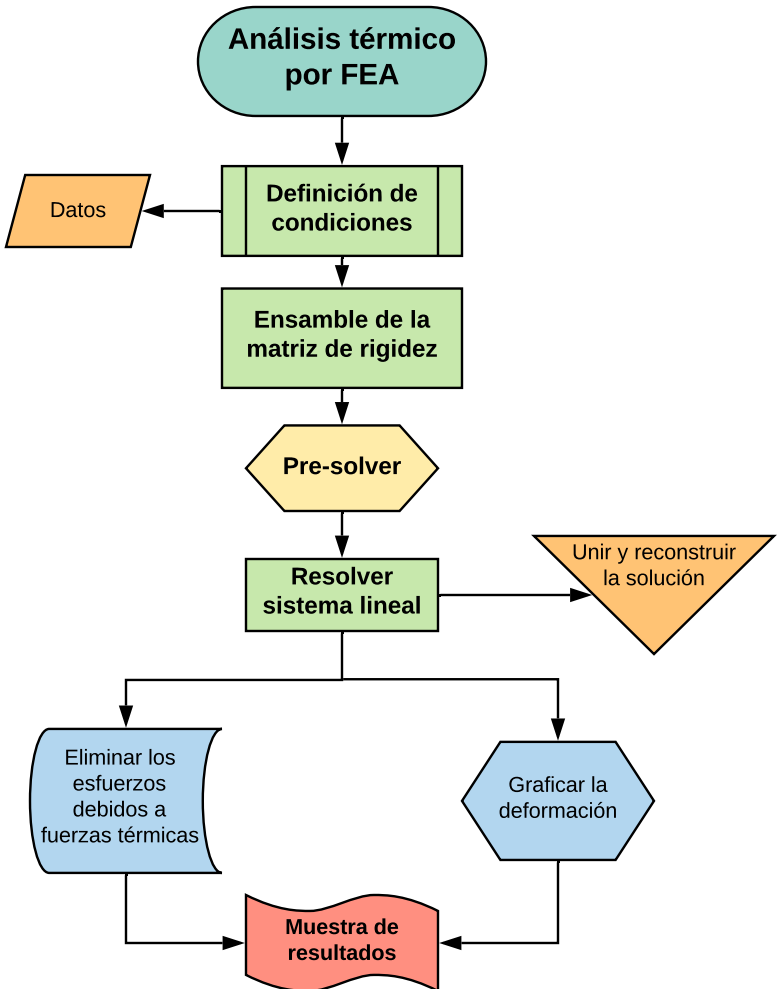 Análisis térmico
por FEA
Datos
Definición de
condiciones
Ensamble de la
matriz de rigidez
Pre-solver
Resolver
sistema lineal
Unir y reconstruir
la solución
Eliminar los
esfuerzos
debidos a
fuerzas térmicas
Graficar la
deformación
Muestra de
resultados